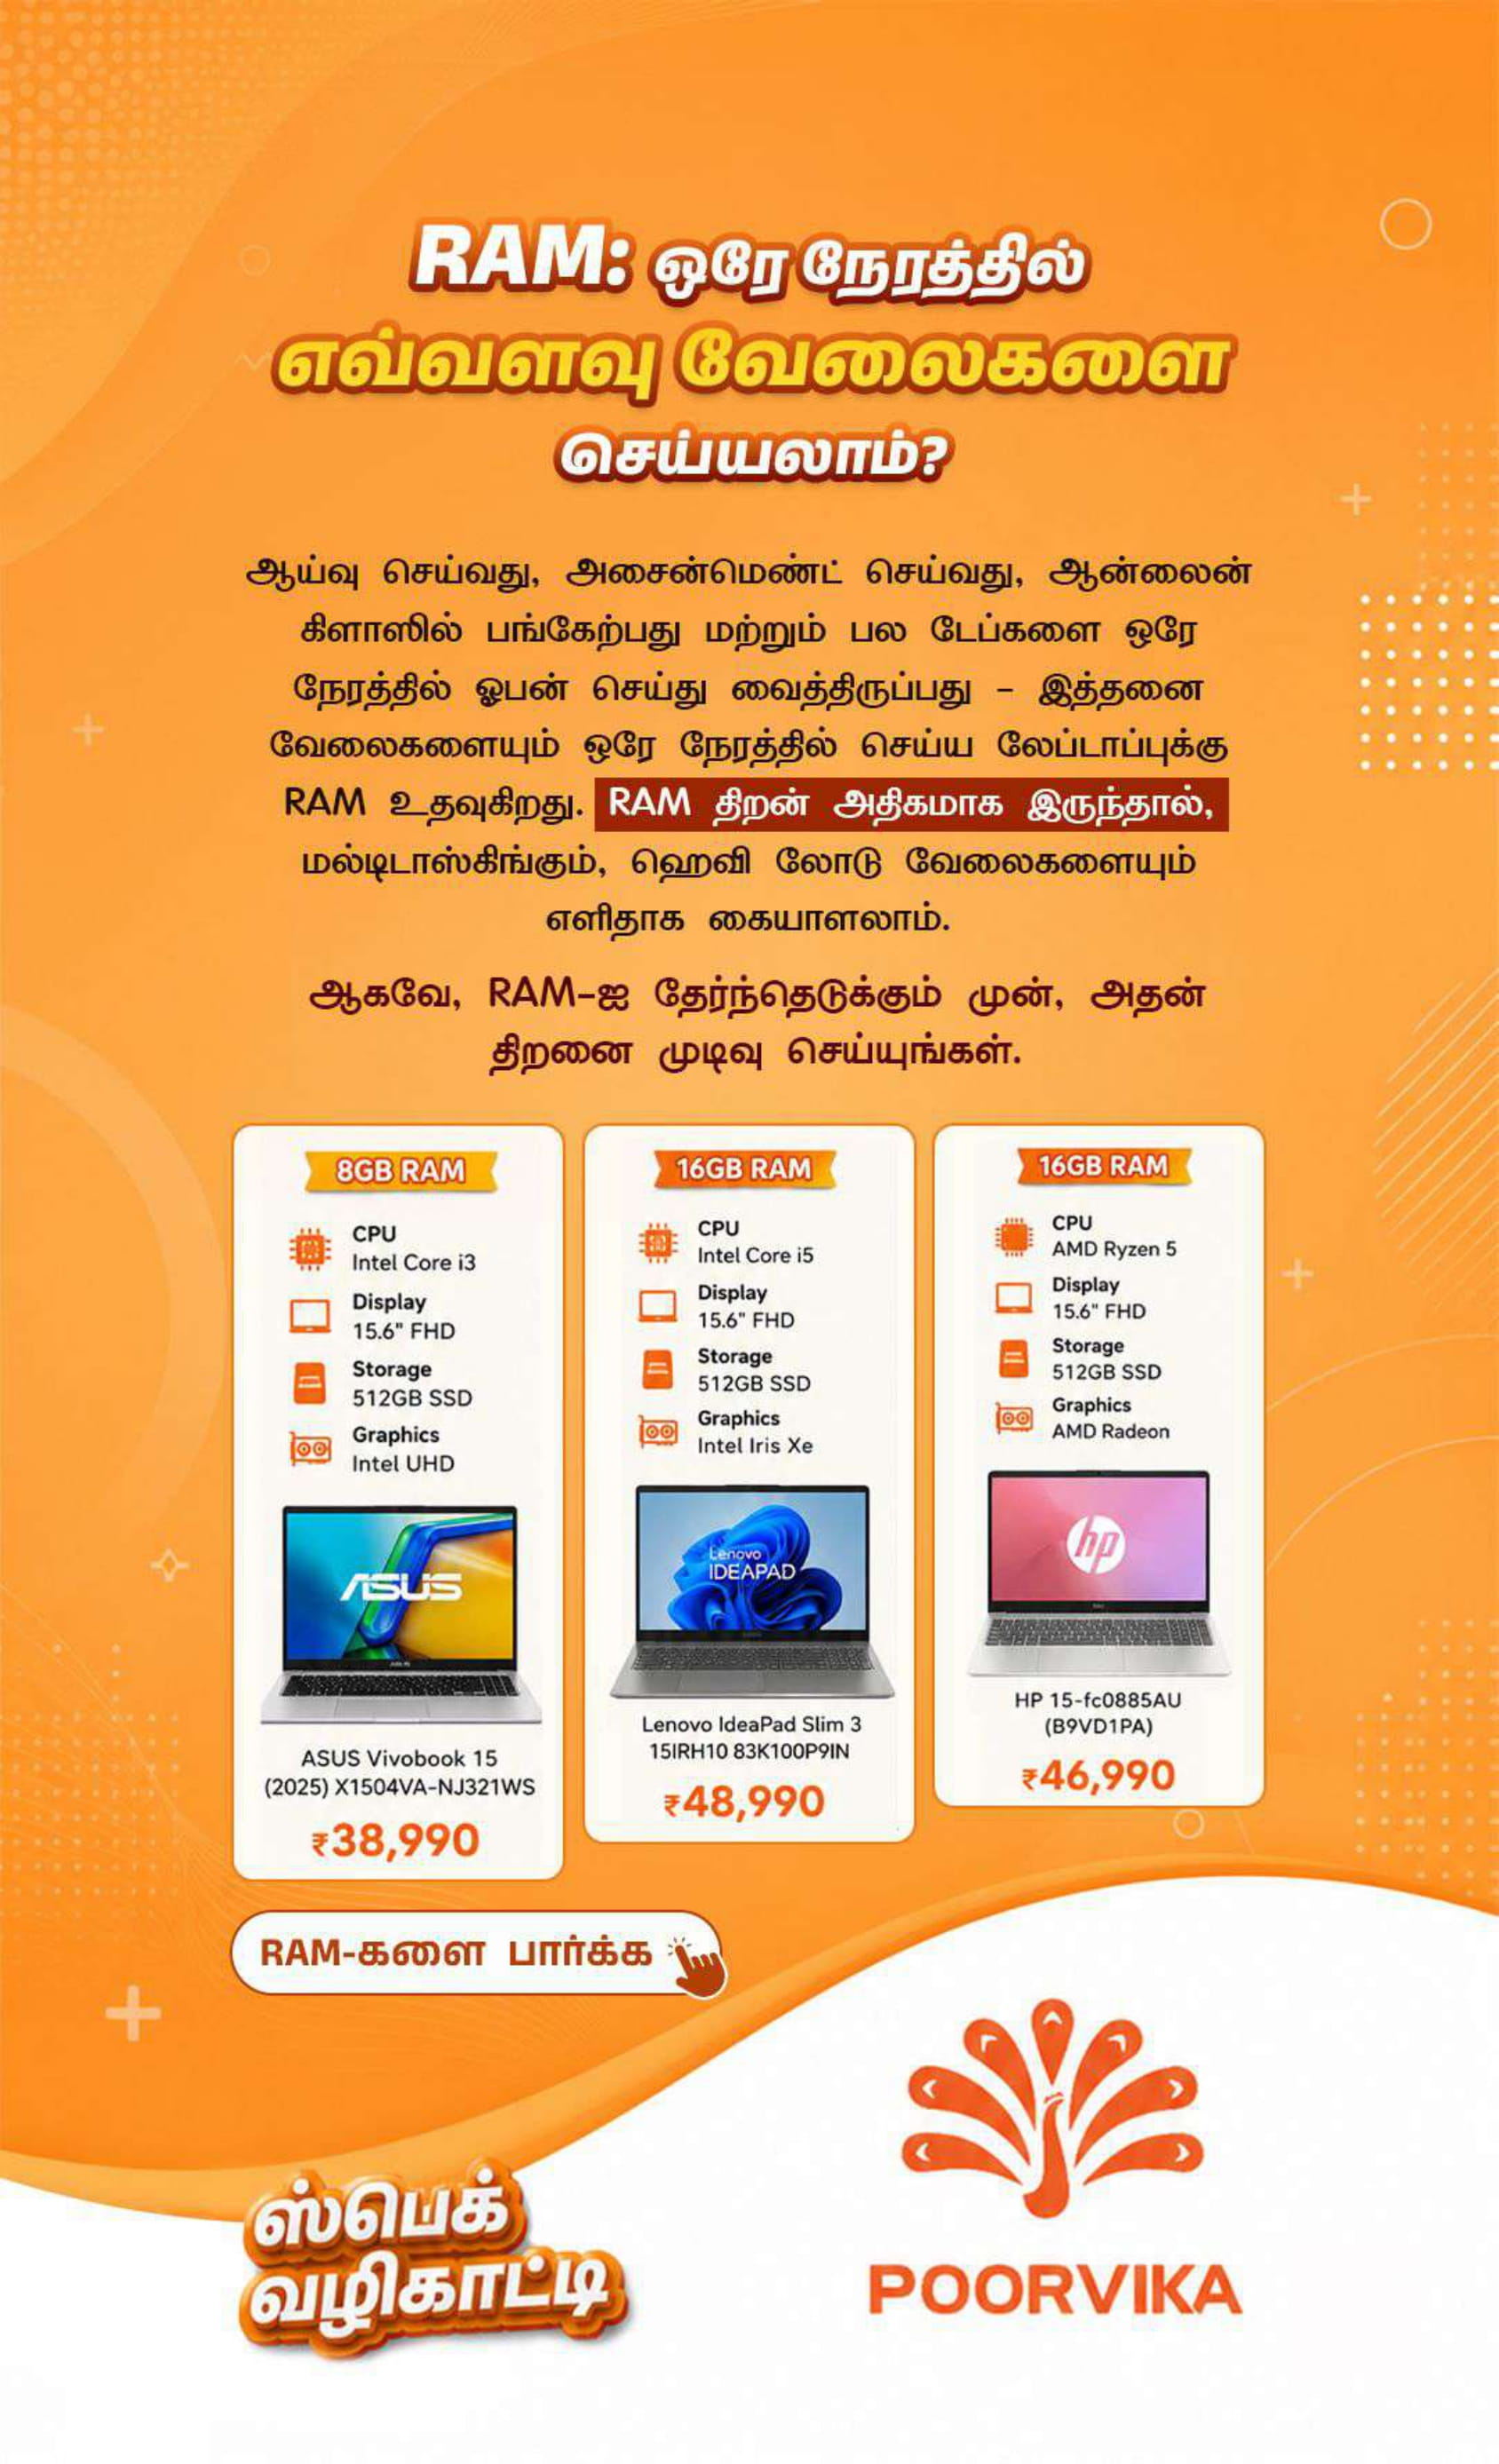 RAM: ஒரே நேரத்தில்
எவ்வளவு வேலைகளை
செய்யலாம்?
ஆய்வு செய்வது, அசைன்மெண்ட் செய்வது, ஆன்லைன்
கிளாஸில் பங்கேற்பது மற்றும் பல டேப்களை ஒரே
நேரத்தில் ஓபன் செய்து வைத்திருப்பது – இத்தனை
வேலைகளையும் ஒரே நேரத்தில் செய்ய லேப்டாப்புக்கு
RAM உதவுகிறது. RAM திறன் அதிகமாக இருந்தால்,
மல்டிடாஸ்கிங்கும், ஹெவி லோடு வேலைகளையும்
எளிதாக கையாளலாம்.
ஆகவே, RAM-ஐ தேர்ந்தெடுக்கும் முன், அதன்
திறனை முடிவு செய்யுங்கள்.
8GB RAM
CPU
Intel Core i3
Display
15.6" FHD
Storage
512GB SSD
Graphics
Intel UHD
ASUS
ASUS Vivobook 15
(2025) X1504VA-NJ321WS
₹38,990
16GB RAM
CPU
Intel Core i5
Display
15.6" FHD
Storage
512GB SSD
Graphics
Intel Iris Xe
Lenovo
IDEAPAD
Lenovo IdeaPad Slim 3
15IRH10 83K100P9IN
₹48,990
16GB RAM
CPU
AMD Ryzen 5
Display
15.6" FHD
Storage
512GB SSD
Graphics
AMD Radeon
hp
HP 15-fc0885AU
(B9VD1PA)
₹46,990
RAM-களை பார்க்க
ஸ்பெக்
வழிகாட்டி
POORVIKA